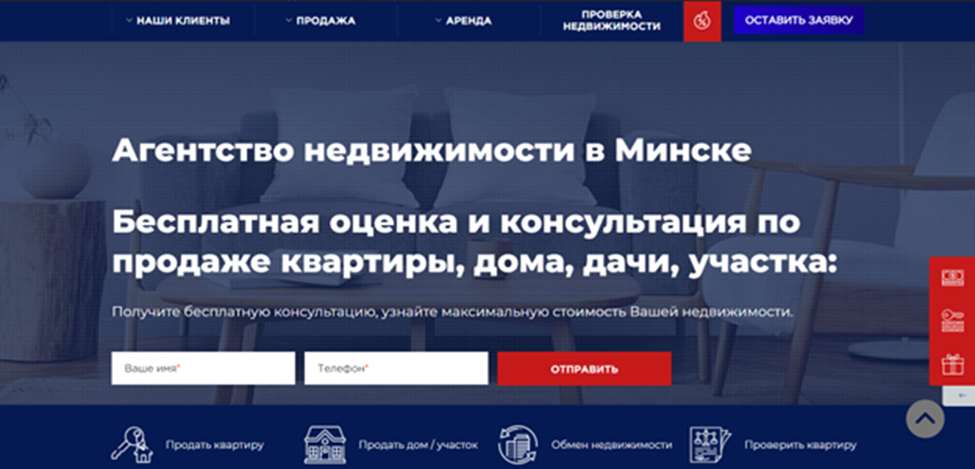 НАШИ КЛИЕНТЫ
ПРОДАЖА
АРЕНДА
ПРОВЕРКА
НЕДВИЖИМОСТИ
ОСТАВИТЬ ЗАЯВКУ
Агентство недвижимости в Минске
Бесплатная оценка и консультация по
продаже квартиры, дома, дачи, участка:
Получите бесплатную консультацию, узнайте максимальную стоимость Вашей недвижимости.
Ваше имя*
Телефон*
ОТПРАВИТЬ
Продать квартиру
Продать дом / участок
Обмен недвижимости
Проверить квартиру